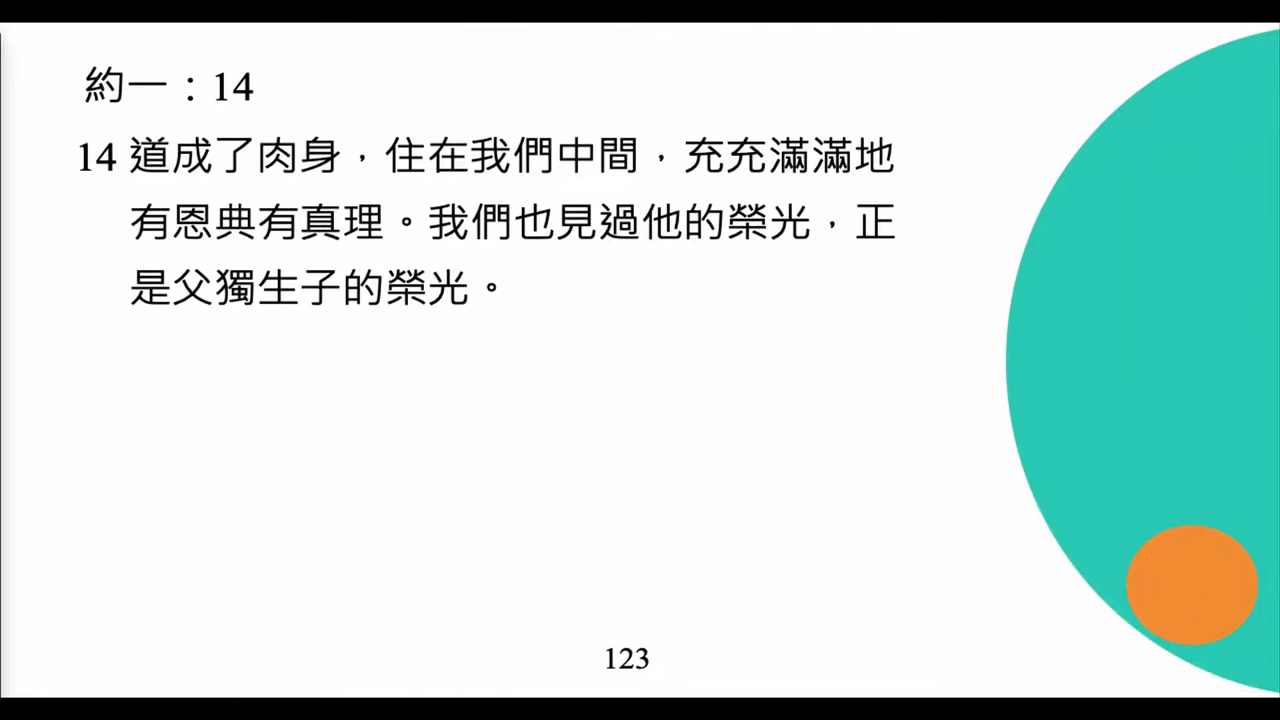 約一：14
14 道成了肉身，住在我們中間，充充滿滿地
有恩典有真理。我們也見過他的榮光，正
是父獨生子的榮光。
123